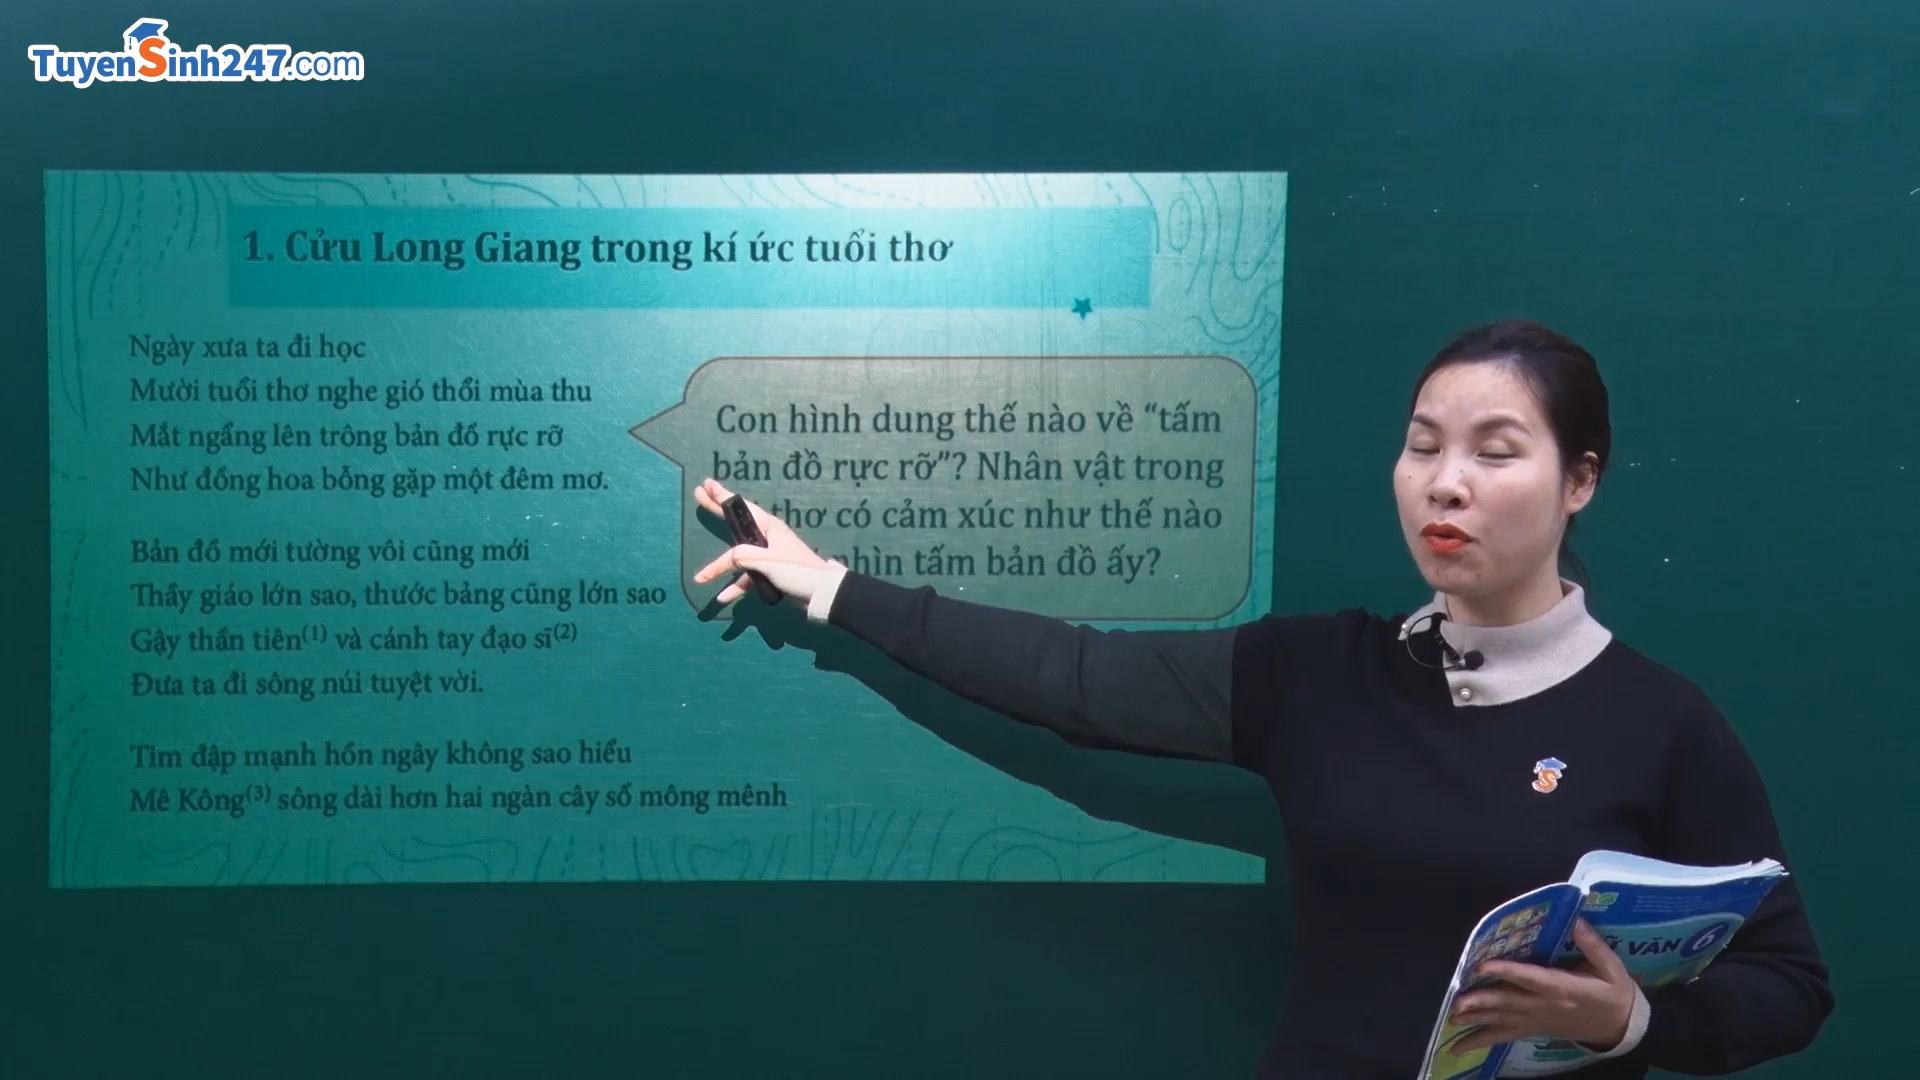 TuyenSinh247.com
1. Cửu Long Giang trong kí ức tuổi thơ
Ngày xưa ta đi học
Mười tuổi thơ nghe gió thổi mùa thu
Mắt ngẩng lên trông bản đồ rực rỡ
Như đồng hoa bỗng gặp một đêm mơ.
Bản đồ mới tường vôi cũng mới
Thầy giáo lớn sao, thước bảng cũng lớn sao
Gậy thần tiên(1) và cánh tay đạo sĩ(2)
Đưa ta đi sông núi tuyệt vời.
Tim đập mạnh hồn ngây không sao hiểu
Mê Kông(3) sông dài hơn hai ngàn cây số mông mênh
Con hình dung thế nào về “tấm
bản đồ rực rỡ”? Nhân vật trong
thơ có cảm xúc như thế nào
nhìn tấm bản đồ ấy?
VĂN 6